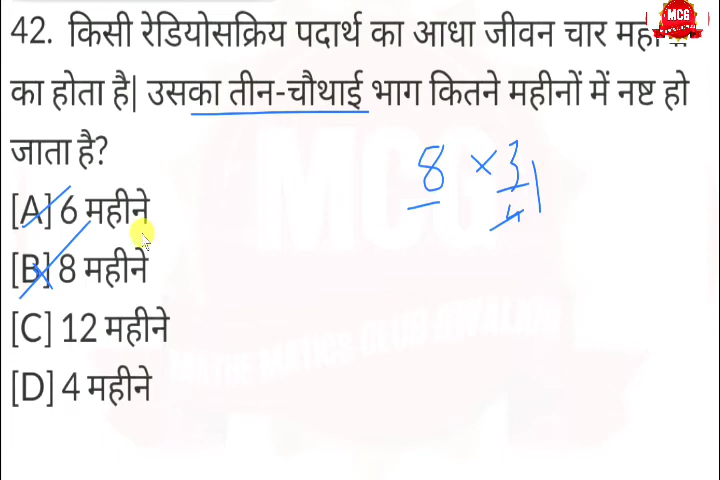 MCG
42. किसी रेडियोसक्रिय पदार्थ का आधा जीवन चार
का होता है| उसका तीन-चौथाई भाग कितने महीनों में नष्ट हो
जाता है?
8 × 3
4
[A] 6 महीने
[B] 8 महीने
[C] 12 महीने
[D] 4 महीने
MCG